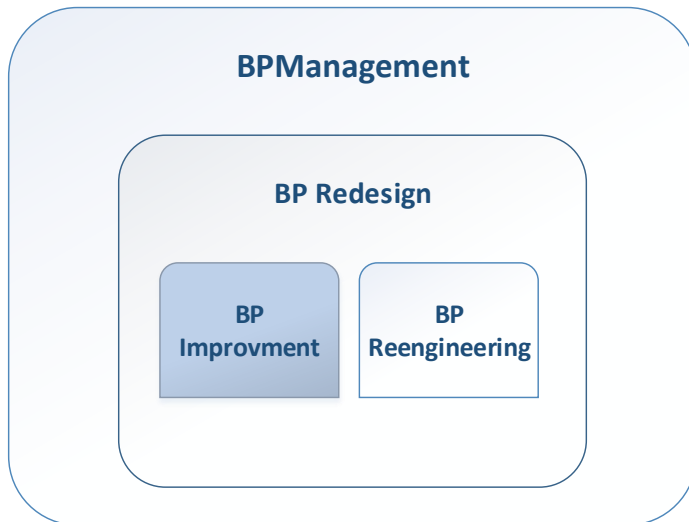 BPManagement
BP Redesign
BP
Improvment
BP
Reengineering